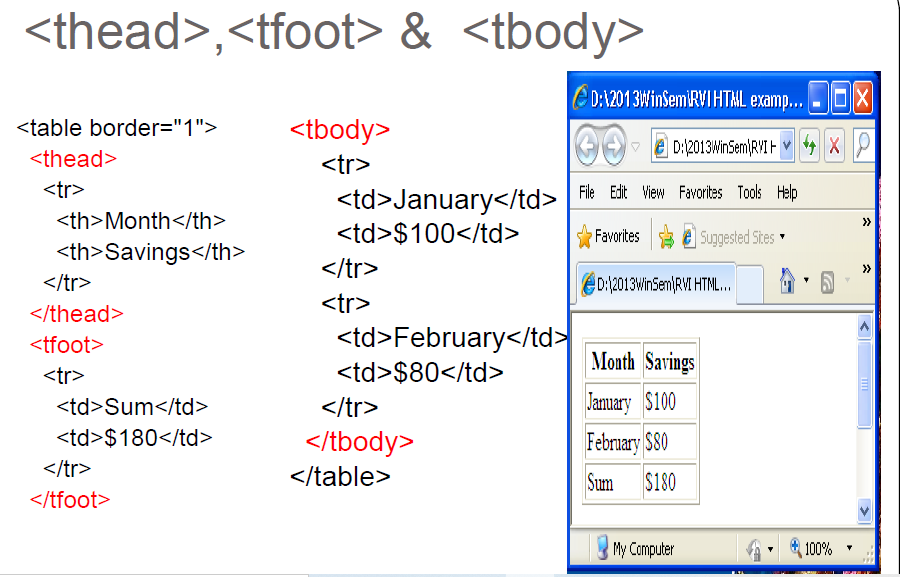 <thead>,<tfoot> & <tbody>
<table border="1">
<thead>
<tr>
<th>Month</th>
<th>Savings</th>
</tr>
</thead>
<tfoot>
<tr>
<td>Sum</td>
<td>$180</td>
</tr>
</tfoot>
<tbody>
<tr>
<td>January</td>
<td>$100</td>
</tr>
<tr>
<td>February</td>
<td>$80</td>
</tr>
</tbody>
</table>
D:\2013WinSem\RVI HTML examp...
D:\2013WinSem\RVI H
File Edit View Favorites Tools Help
Favorites Suggested Sites
D:\2013WinSem\RVI HTML...
Month Savings
January $100
February $80
Sum $180
My Computer 100%